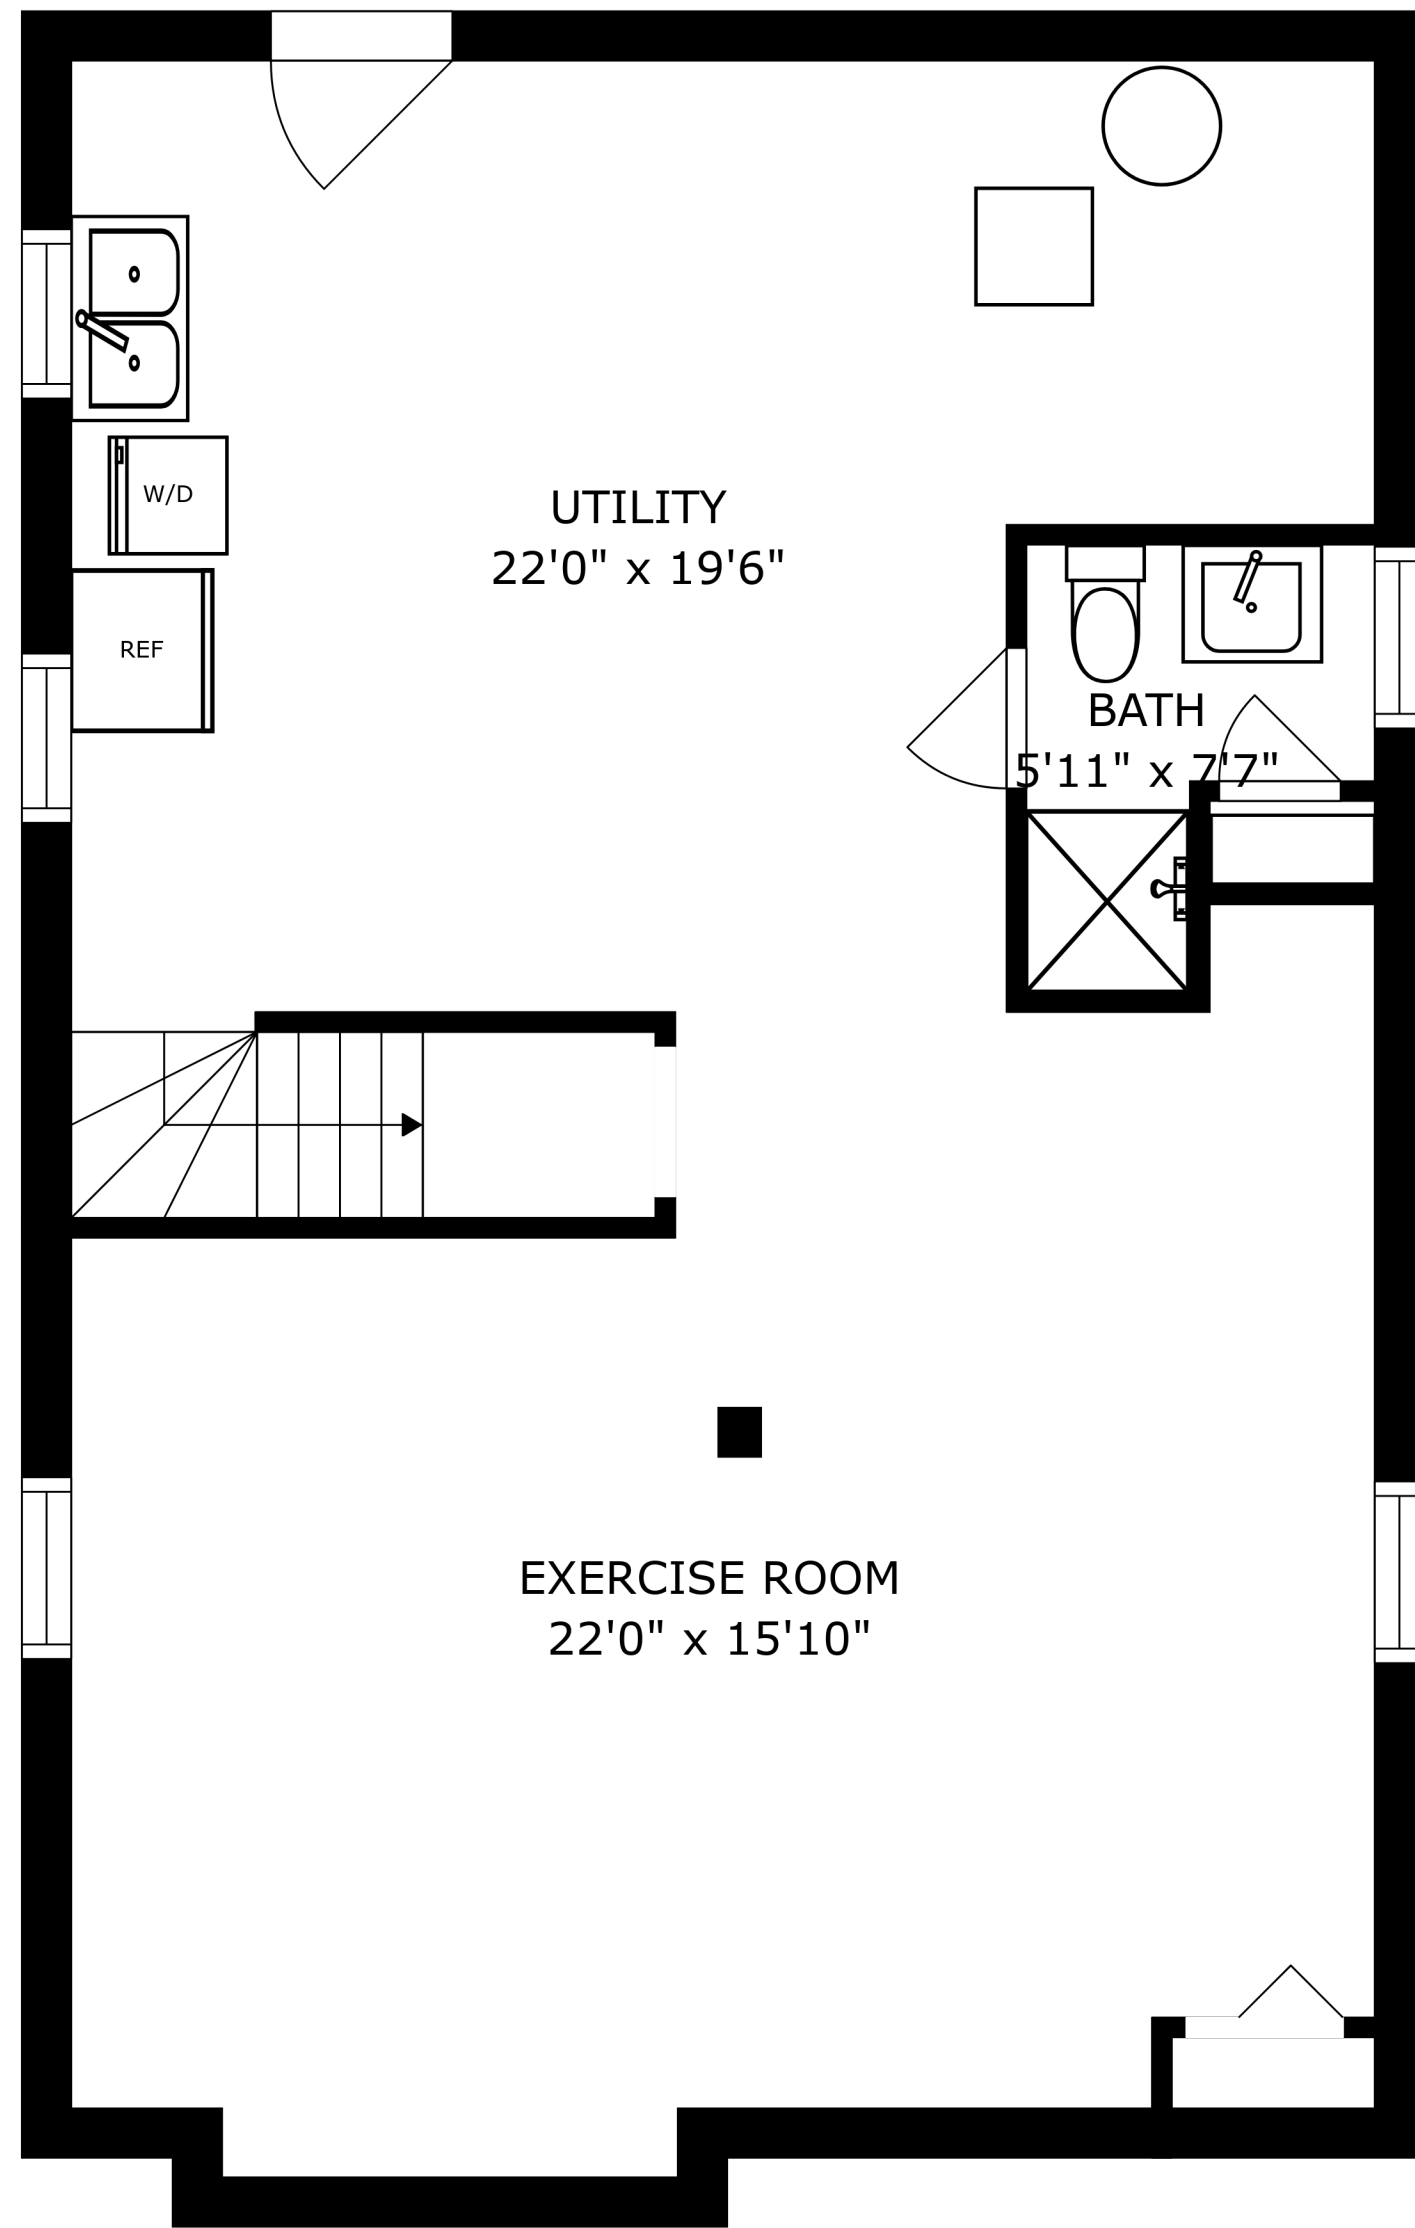 W/D
UTILITY
22'0" x 19'6"
REF
BATH
5'11" x 7'7"
EXERCISE ROOM
22'0" x 15'10"